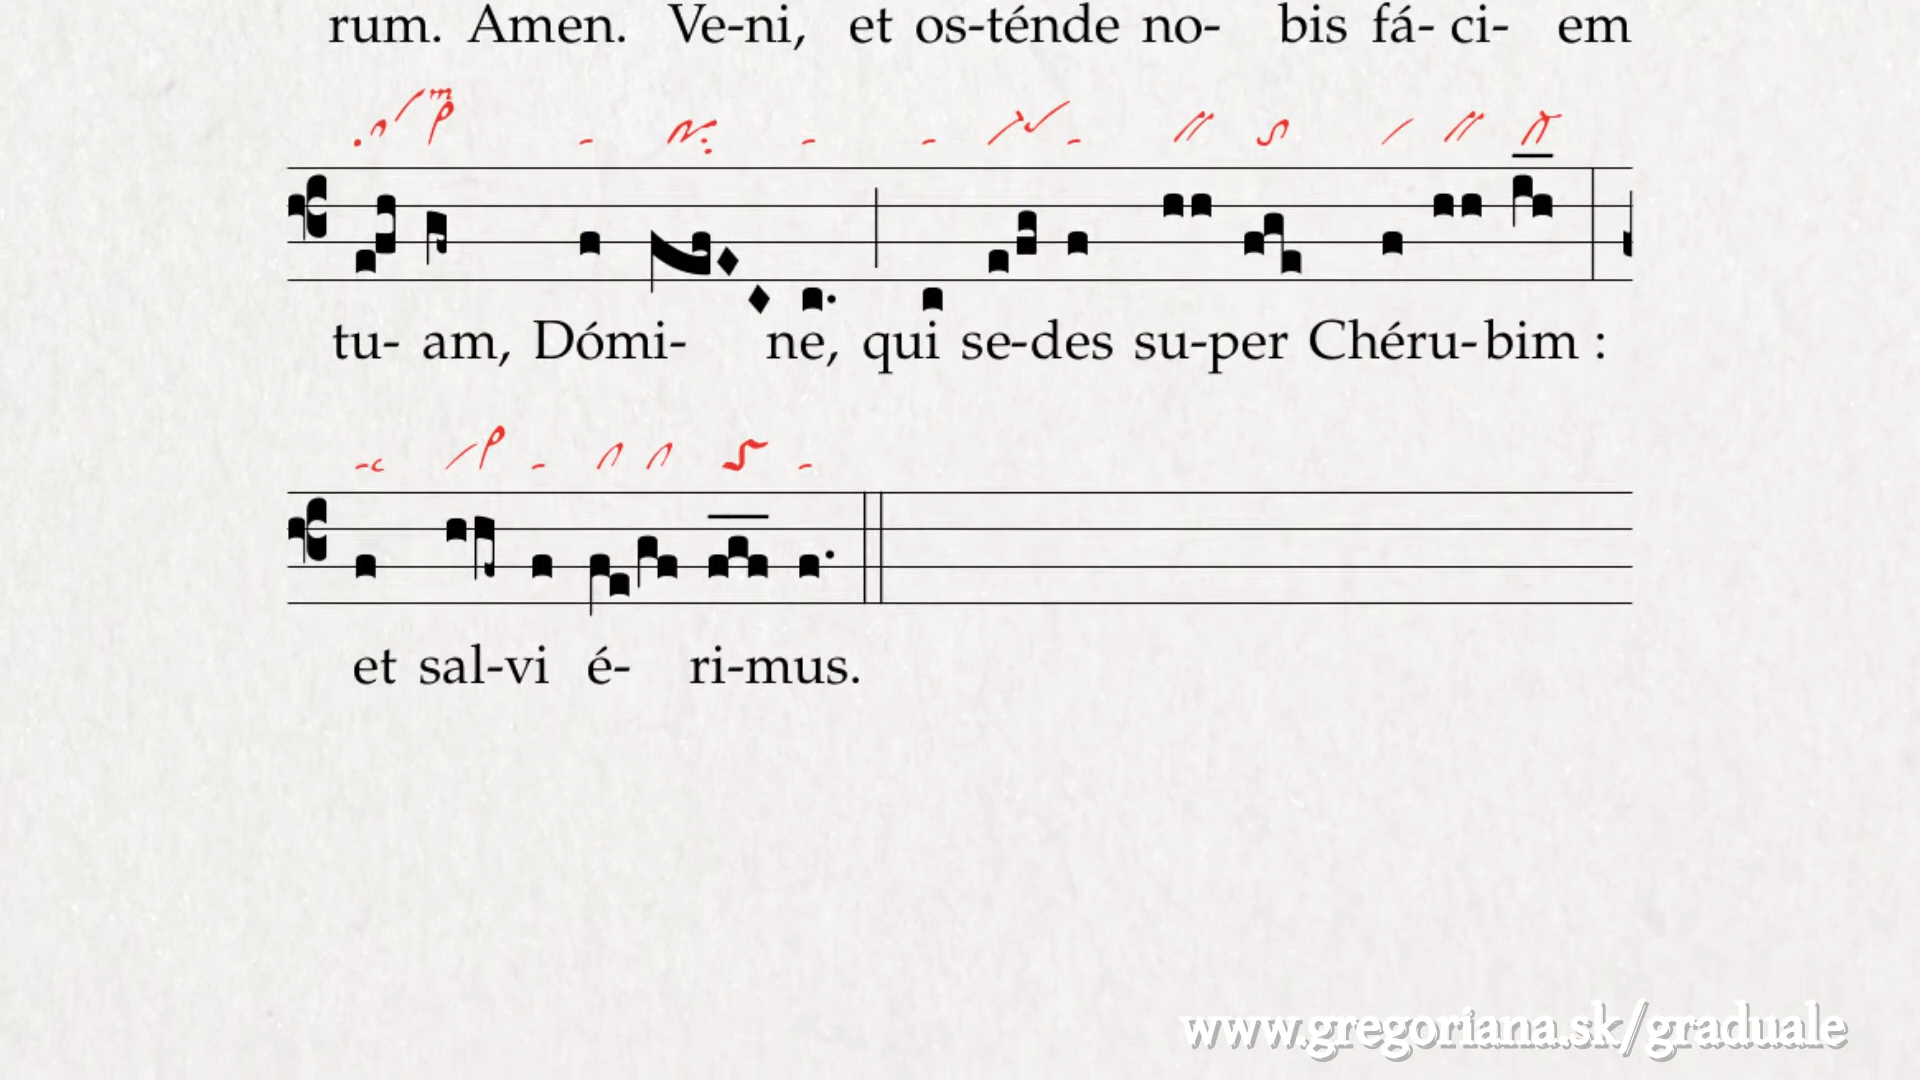 rum. Amen. Ve-ni, et os-ténde no- bis fá- ci- em
tu- am, Dómi- ne, qui se-des su-per Chéru-bim :
et sal-vi é- ri-mus.
www.gregoriana.sk/graduale